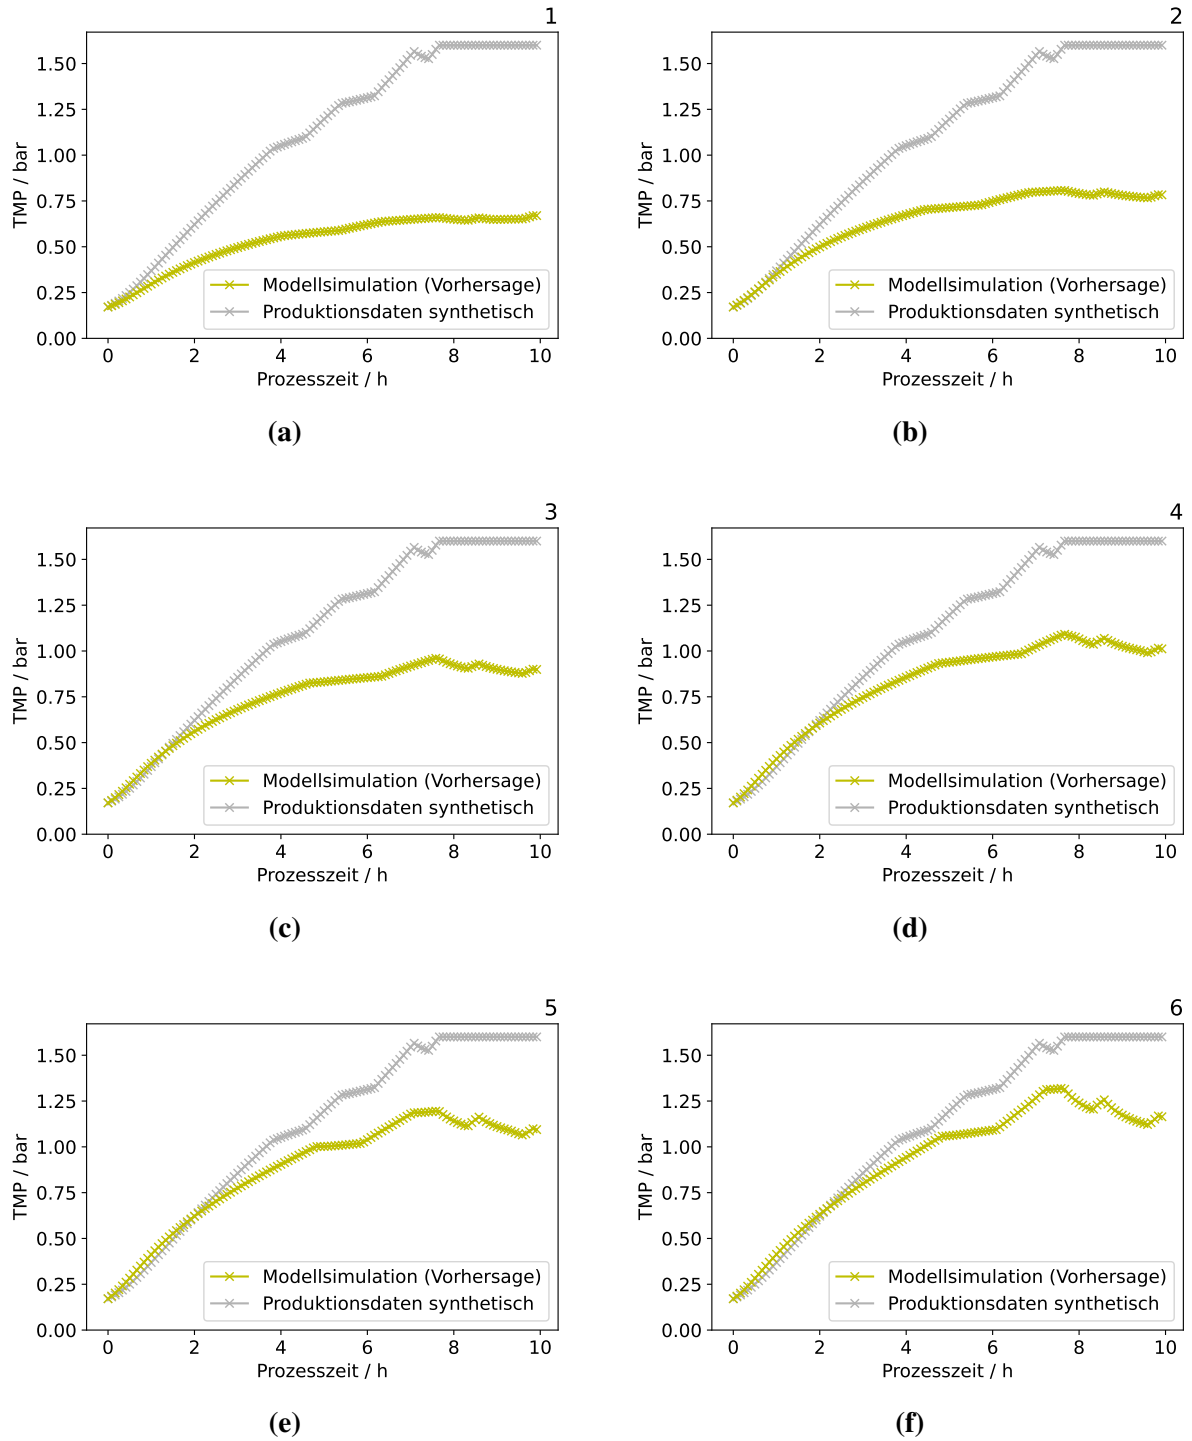 1
TMP / bar
1.50
1.25
1.00
0.75
0.50
0.25
0.00
Modellsimulation (Vorhersage)
Produktionsdaten synthetisch
0 2 4 6 8 10
Prozesszeit / h
(a)
2
TMP / bar
1.50
1.25
1.00
0.75
0.50
0.25
0.00
Modellsimulation (Vorhersage)
Produktionsdaten synthetisch
0 2 4 6 8 10
Prozesszeit / h
(b)
3
TMP / bar
1.50
1.25
1.00
0.75
0.50
0.25
0.00
Modellsimulation (Vorhersage)
Produktionsdaten synthetisch
0 2 4 6 8 10
Prozesszeit / h
(c)
4
TMP / bar
1.50
1.25
1.00
0.75
0.50
0.25
0.00
Modellsimulation (Vorhersage)
Produktionsdaten synthetisch
0 2 4 6 8 10
Prozesszeit / h
(d)
5
TMP / bar
1.50
1.25
1.00
0.75
0.50
0.25
0.00
Modellsimulation (Vorhersage)
Produktionsdaten synthetisch
0 2 4 6 8 10
Prozesszeit / h
(e)
6
TMP / bar
1.50
1.25
1.00
0.75
0.50
0.25
0.00
Modellsimulation (Vorhersage)
Produktionsdaten synthetisch
0 2 4 6 8 10
Prozesszeit / h
(f)